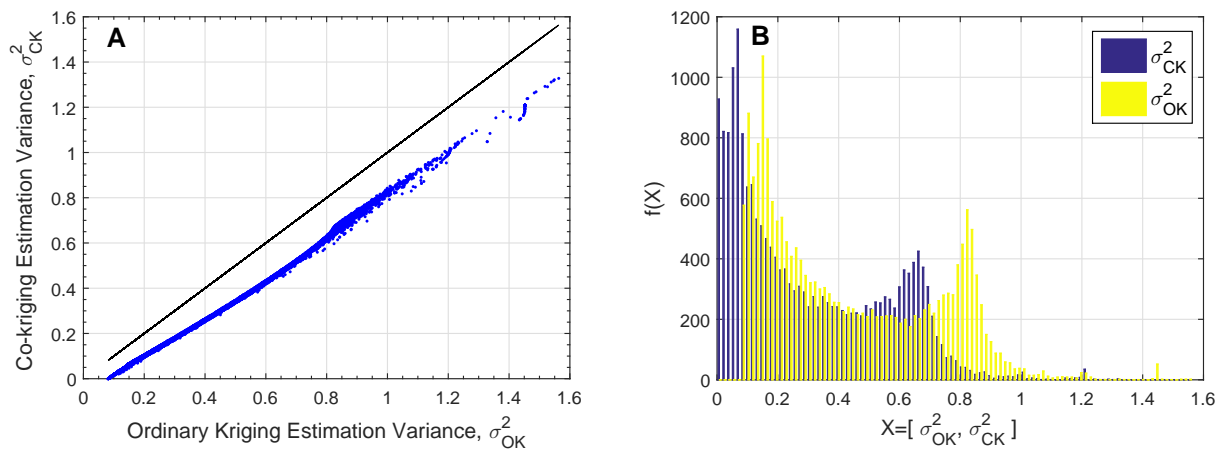 A
Co-kriging Estimation Variance, σ²CK
1.6
1.4
1.2
1
0.8
0.6
0.4
0.2
0
0 0.2 0.4 0.6 0.8 1 1.2 1.4 1.6
Ordinary Kriging Estimation Variance, σ²OK
B
f(X)
1200
1000
800
600
400
200
0
0 0.2 0.4 0.6 0.8 1 1.2 1.4 1.6
X=[ σ²OK, σ²CK ]
σ²CK
σ²OK